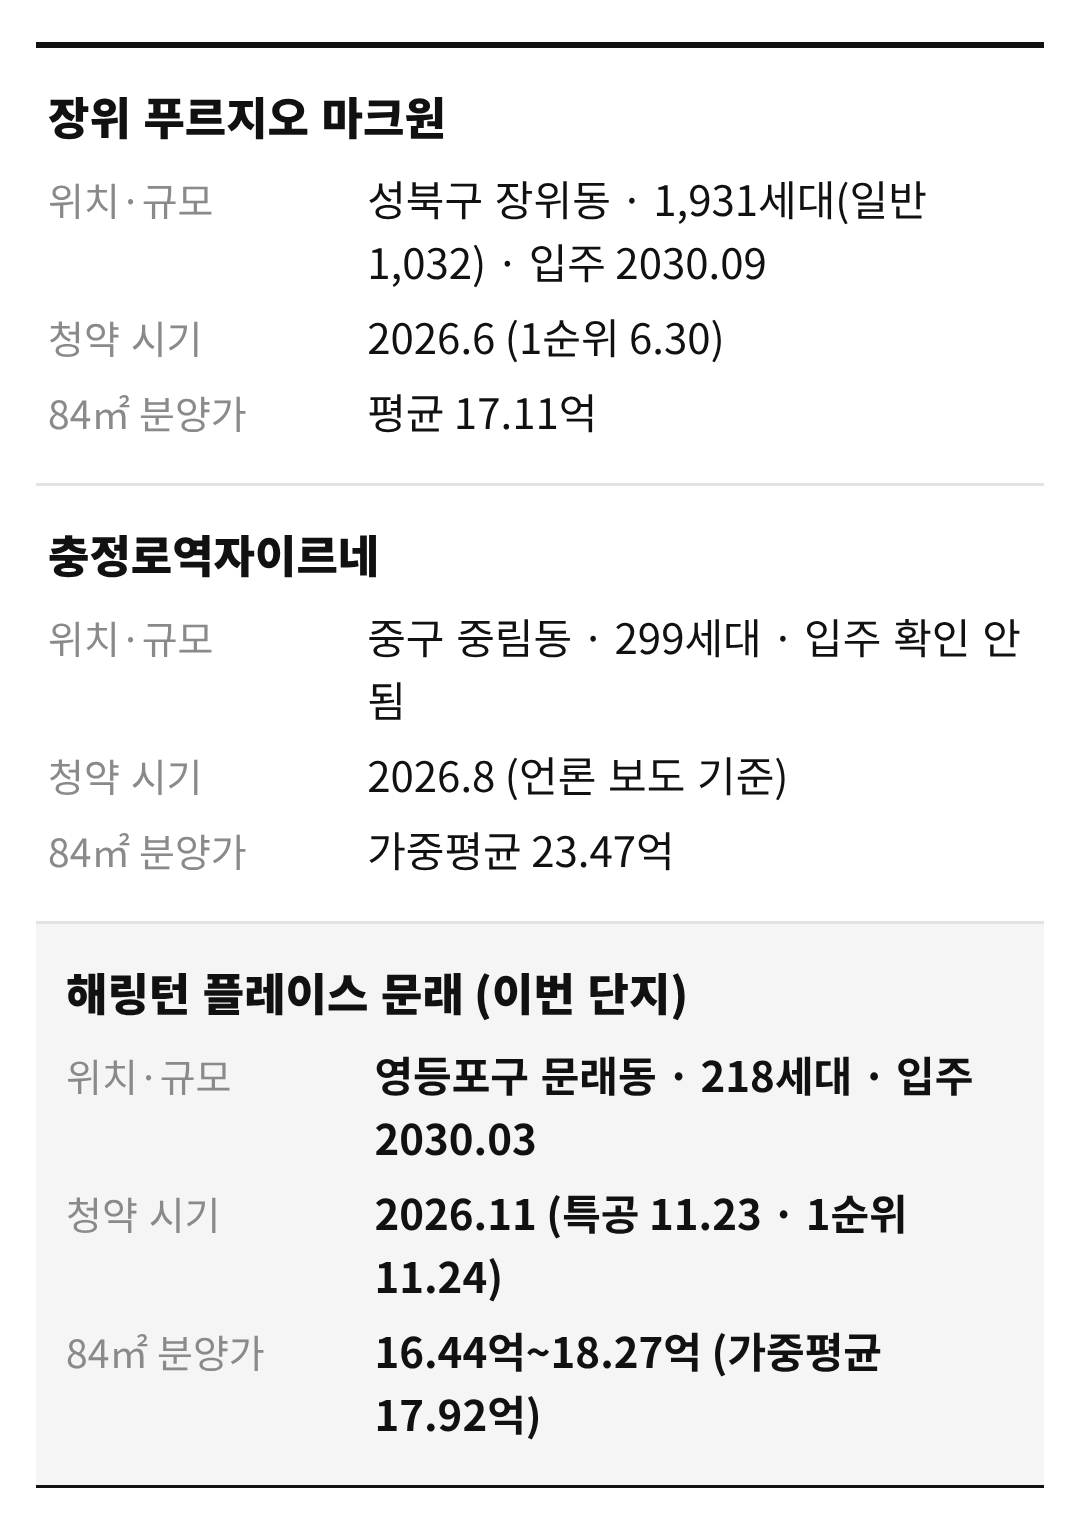 장위 푸르지오 마크원
위치·규모
성북구 장위동 · 1,931세대(일반
1,032) · 입주 2030.09
청약 시기
2026.6 (1순위 6.30)
84㎡ 분양가
평균 17.11억
충정로역자이르네
위치·규모
중구 중림동 · 299세대 · 입주 확인 안
됨
청약 시기
2026.8 (언론 보도 기준)
84㎡ 분양가
가중평균 23.47억
해링턴 플레이스 문래 (이번 단지)
위치·규모
영등포구 문래동 · 218세대 · 입주
2030.03
청약 시기
2026.11 (특공 11.23 · 1순위
11.24)
84㎡ 분양가
16.44억~18.27억 (가중평균
17.92억)